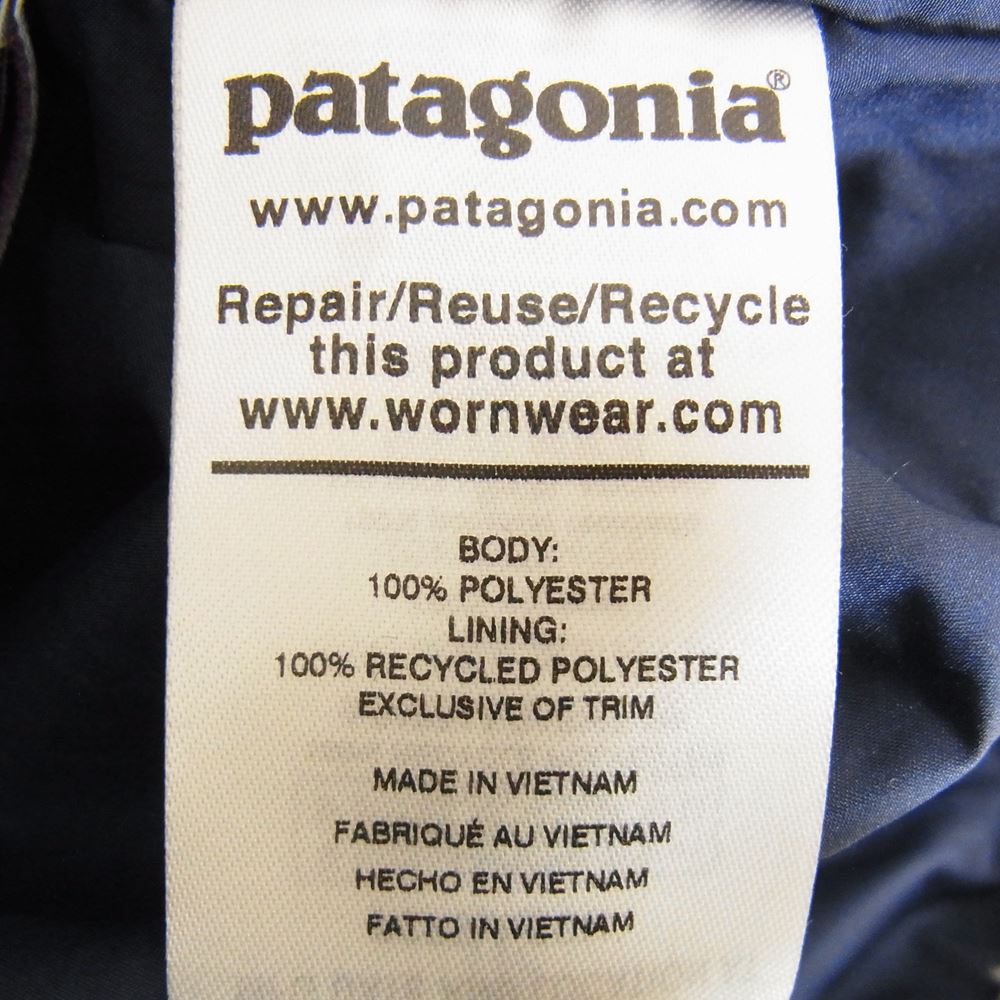 patagonia®
www.patagonia.com
Repair/Reuse/Recycle
this product at
www.wornwear.com
BODY:
100% POLYESTER
LINING:
100% RECYCLED POLYESTER
EXCLUSIVE OF TRIM
MADE IN VIETNAM
FABRIQUÉ AU VIETNAM
HECHO EN VIETNAM
FATTO IN VIETNAM